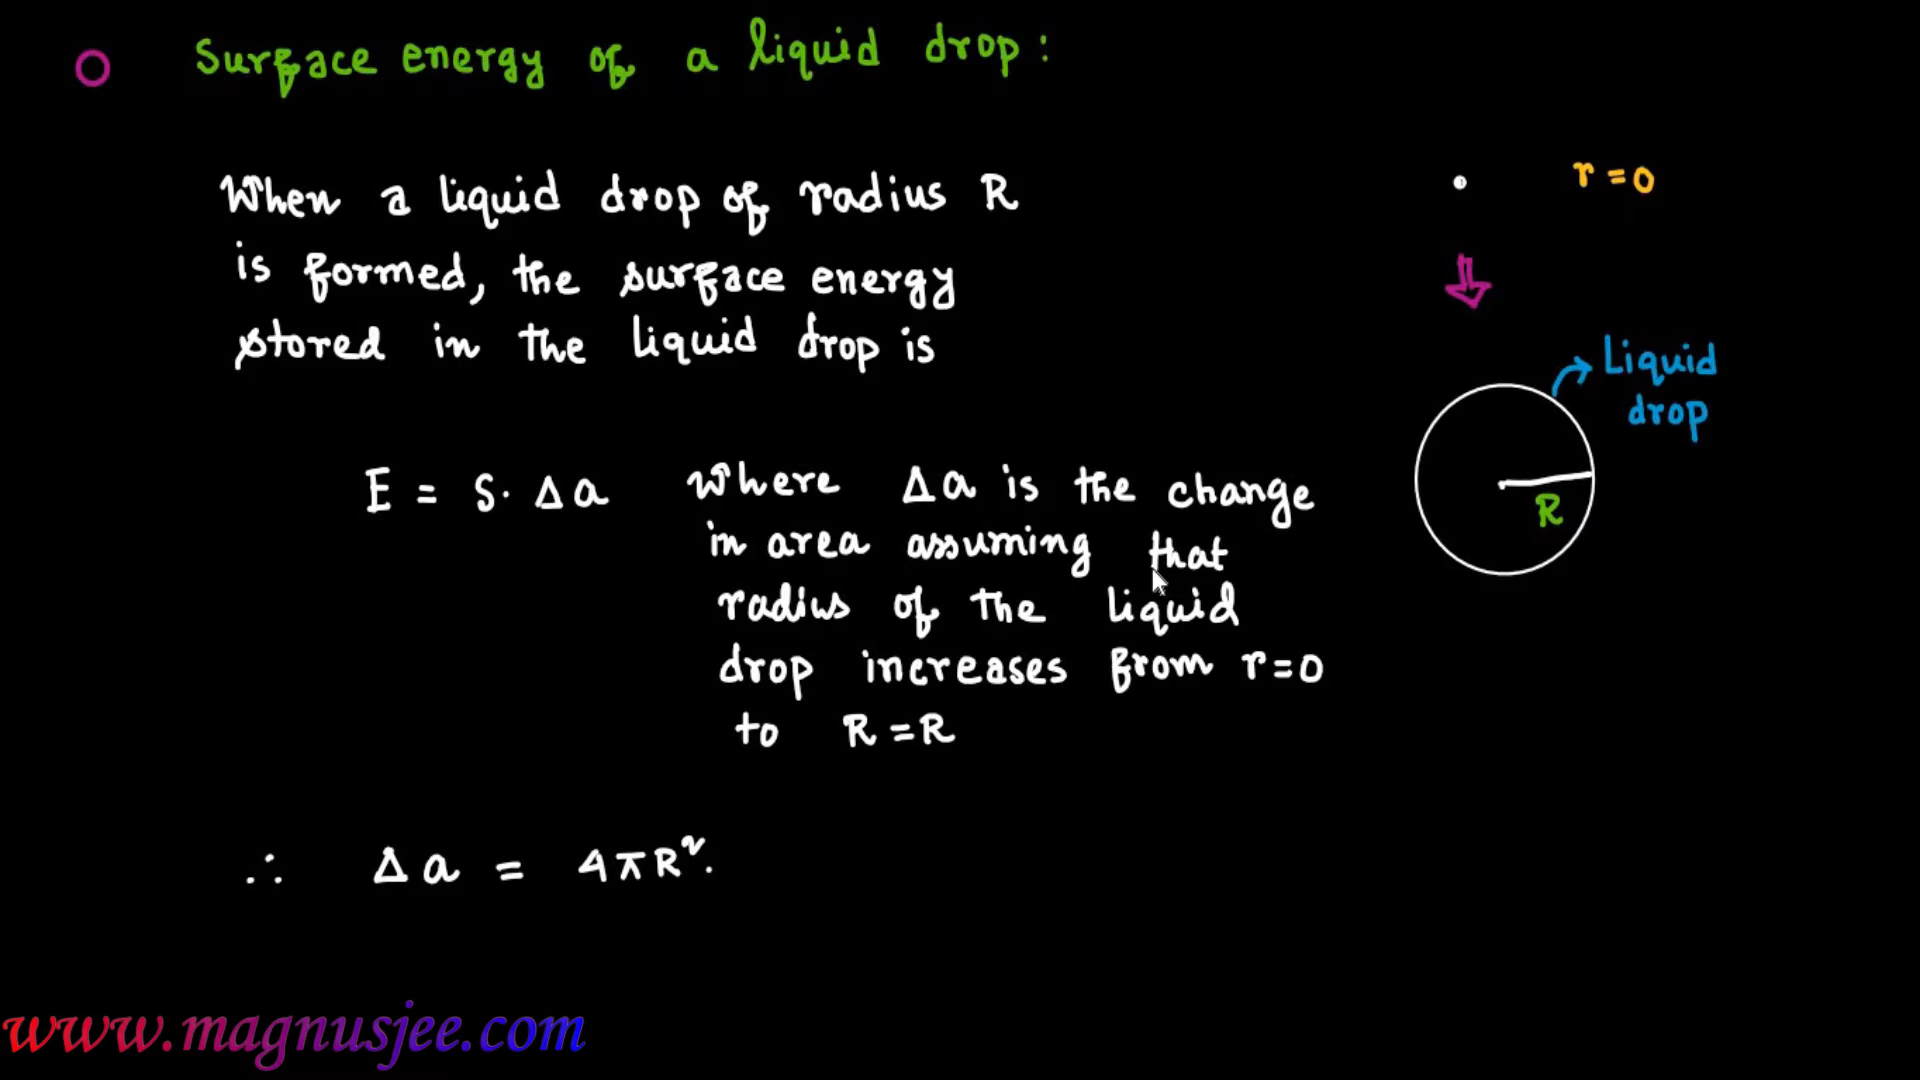 Surface energy of a liquid drop:
When a liquid drop of radius R
is formed, the surface energy
stored in the liquid drop is
r = 0
Liquid
drop
R
E = S. Δa where Δa is the change
in area assuming that
radius of the liquid
drop increases from r = 0
to R = R
∴ Δa = 4πR².
www.magnusjee.com